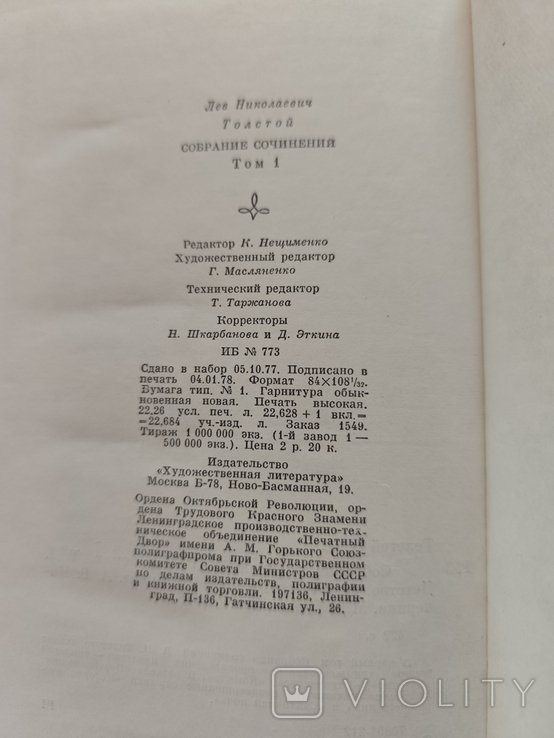 Лев Николаевич
Толстой
СОБРАНИЕ СОЧИНЕНИЙ
Том 1
Редактор К. Нещименко
Художественный редактор
Г. Масляненко
Технический редактор
Т. Таржанова
Корректоры
Н. Шкарбанова и Д. Эткина
ИБ № 773
Сдано в набор 05.10.77. Подписано в
печать 04.01.78. Формат 84×108¹/₃₂.
Бумага тип. № 1. Гарнитура обык-
новенная новая. Печать высокая.
22,26 усл. печ. л. 22,628 + 1 вкл.=
=22,684 уч.-изд. л. Заказ 1549.
Тираж 1 000 000 экз. (1-й завод 1—
500 000 экз.). Цена 2 р. 20 к.
Издательство
«Художественная литература»
Москва Б-78, Ново-Басманная, 19.
Ордена Октябрьской Революции, ор-
дена Трудового Красного Знамени
Ленинградское производственно-тех-
ническое объединение «Печатный
Двор» имени А. М. Горького Союз-
полиграфпрома при Государственном
комитете Совета Министров СССР
по делам издательств, полиграфии
и книжной торговли. 197136, Ленин-
град, П-136, Гатчинская ул., 26.
VIOLITY